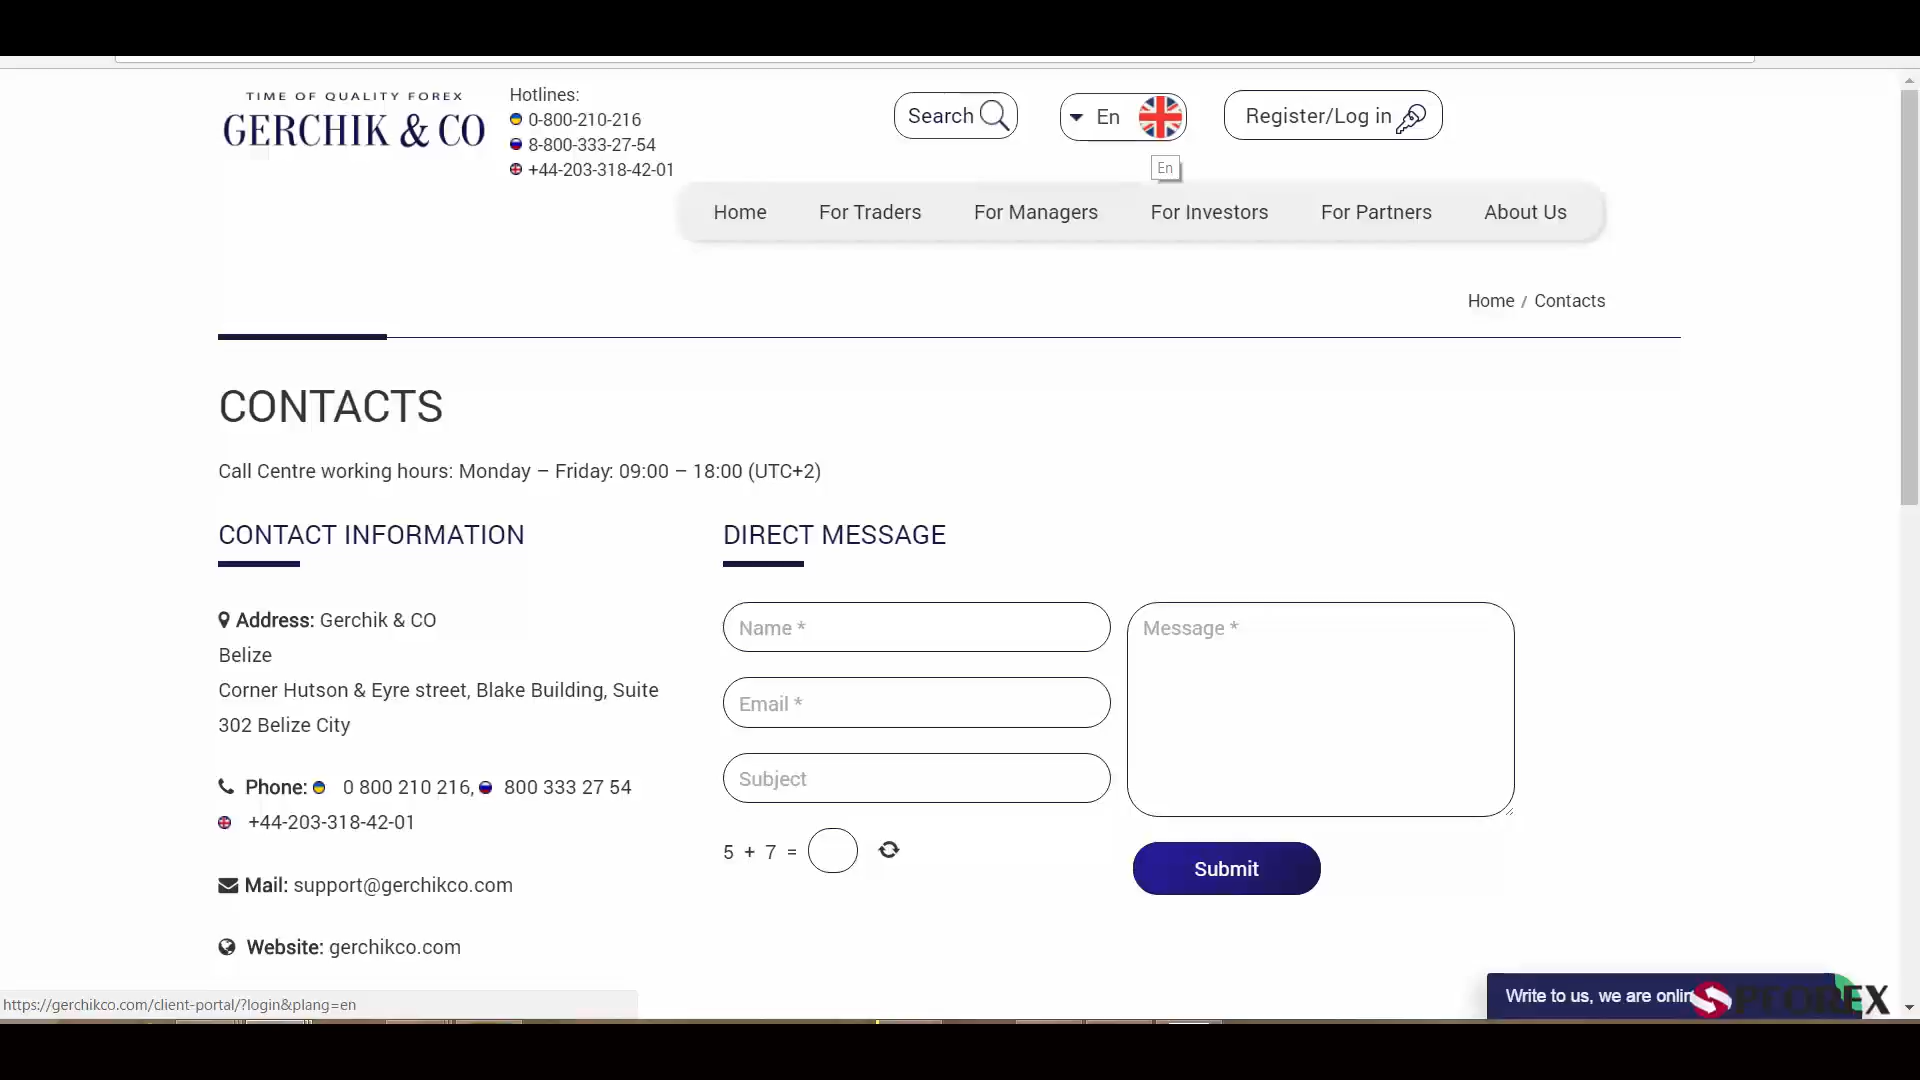 TIME OF QUALITY FOREX
GERCHIK & CO
Hotlines:
0-800-210-216
8-800-333-27-54
+44-203-318-42-01
Search
En
Register/Log in
En
Home For Traders For Managers For Investors For Partners About Us
Home / Contacts
CONTACTS
Call Centre working hours: Monday – Friday: 09:00 – 18:00 (UTC+2)
CONTACT INFORMATION
Address: Gerchik & CO
Belize
Corner Hutson & Eyre street, Blake Building, Suite
302 Belize City
Phone: 0 800 210 216, 800 333 27 54
+44-203-318-42-01
Mail: support@gerchikco.com
Website: gerchikco.com
DIRECT MESSAGE
Name *
Email *
Subject
5 + 7 =
Message *
Submit
https://gerchikco.com/client-portal/?login&plang=en
Write to us, we are onlin